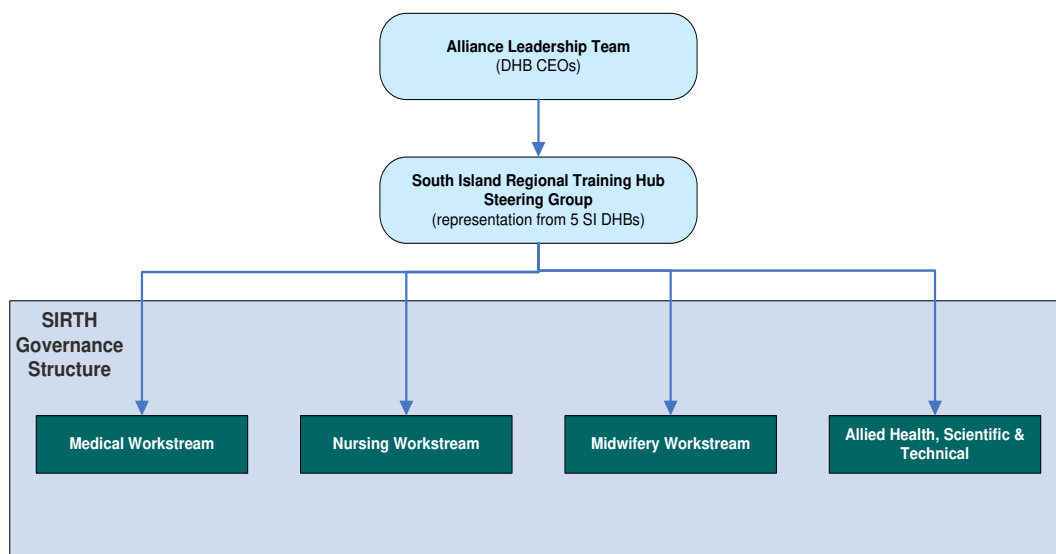 Alliance Leadership Team
(DHB CEOs)
South Island Regional Training Hub
Steering Group
(representation from 5 SI DHBs)
SIRTH
Governance
Structure
Medical Workstream
Nursing Workstream
Midwifery Workstream
Allied Health, Scientific &
Technical